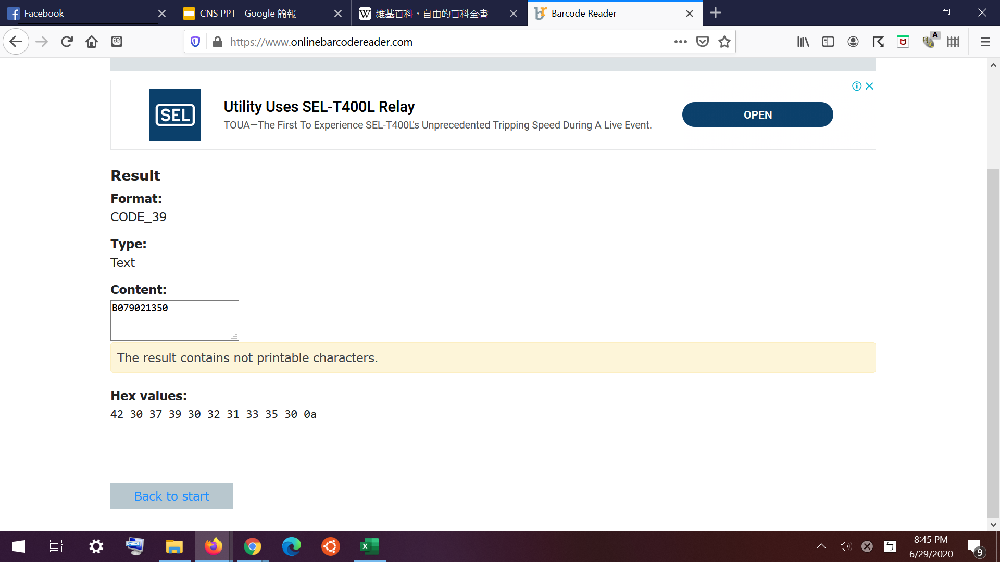 Facebook
CNS PPT - Google 簡報
W 維基百科，自由的百科全書
Barcode Reader
https://www.onlinebarcodereader.com
A
SEL
Utility Uses SEL-T400L Relay
TOUA—The First To Experience SEL-T400L's Unprecedented Tripping Speed During A Live Event.
OPEN
Result
Format:
CODE_39
Type:
Text
Content:
B079021350
The result contains not printable characters.
Hex values:
42 30 37 39 30 32 31 33 35 30 0a
Back to start
8:45 PM
6/29/2020
9